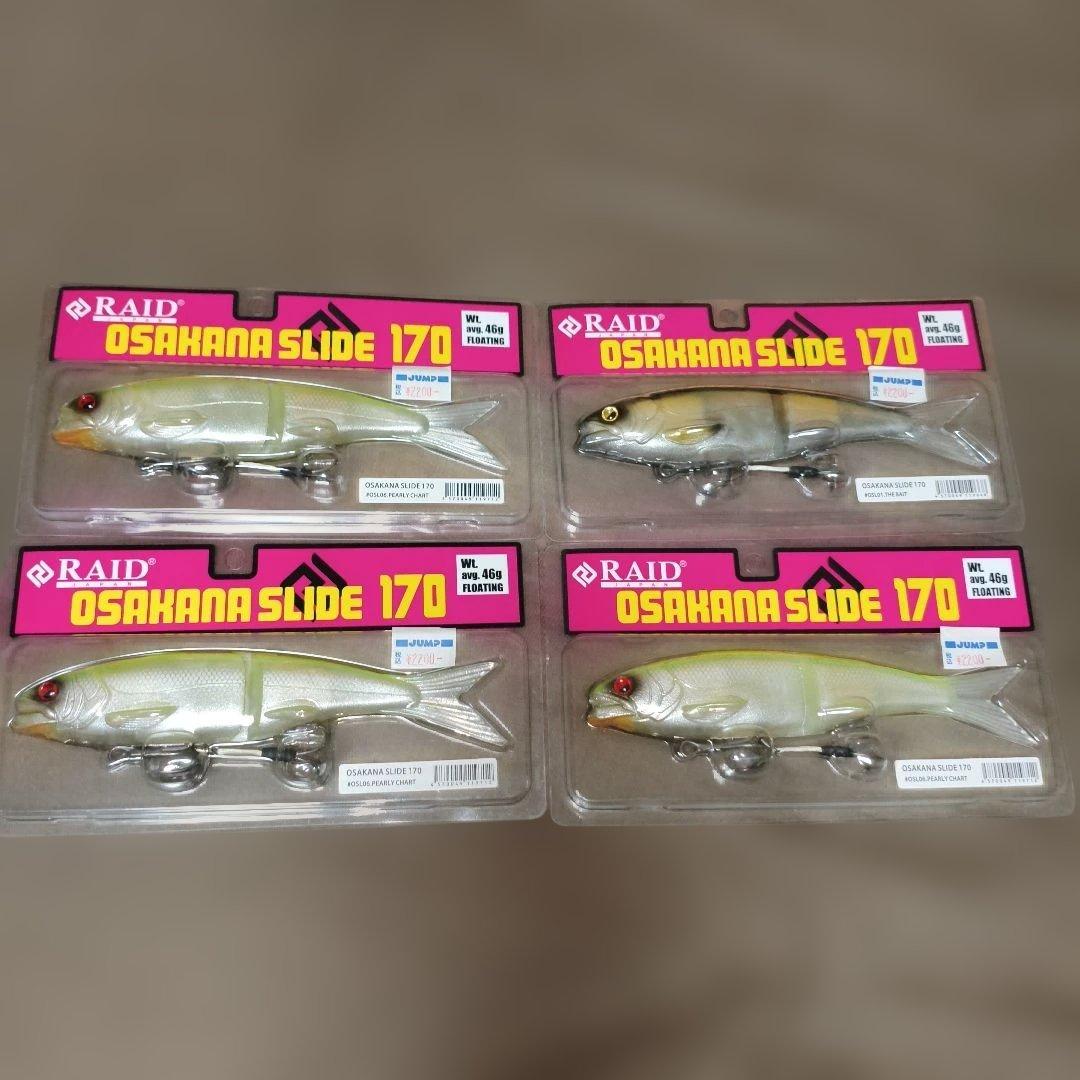 RAID®
JAPAN
OSAKANA SLIDE 170
Wt.
avg. 46g
FLOATING
JUMP
¥2200-
OSAKANA SLIDE 170
#OSL06.PEARLY CHART
RAID®
JAPAN
OSAKANA SLIDE 170
Wt.
avg. 46g
FLOATING
JUMP
¥2200-
OSAKANA SLIDE 170
#OSL01.THE BAIT
RAID®
JAPAN
OSAKANA SLIDE 170
Wt.
avg. 46g
FLOATING
JUMP
¥2200-
OSAKANA SLIDE 170
#OSL06.PEARLY CHART
RAID®
JAPAN
OSAKANA SLIDE 170
Wt.
avg. 46g
FLOATING
JUMP
¥2200-
OSAKANA SLIDE 170
#OSL06.PEARLY CHART